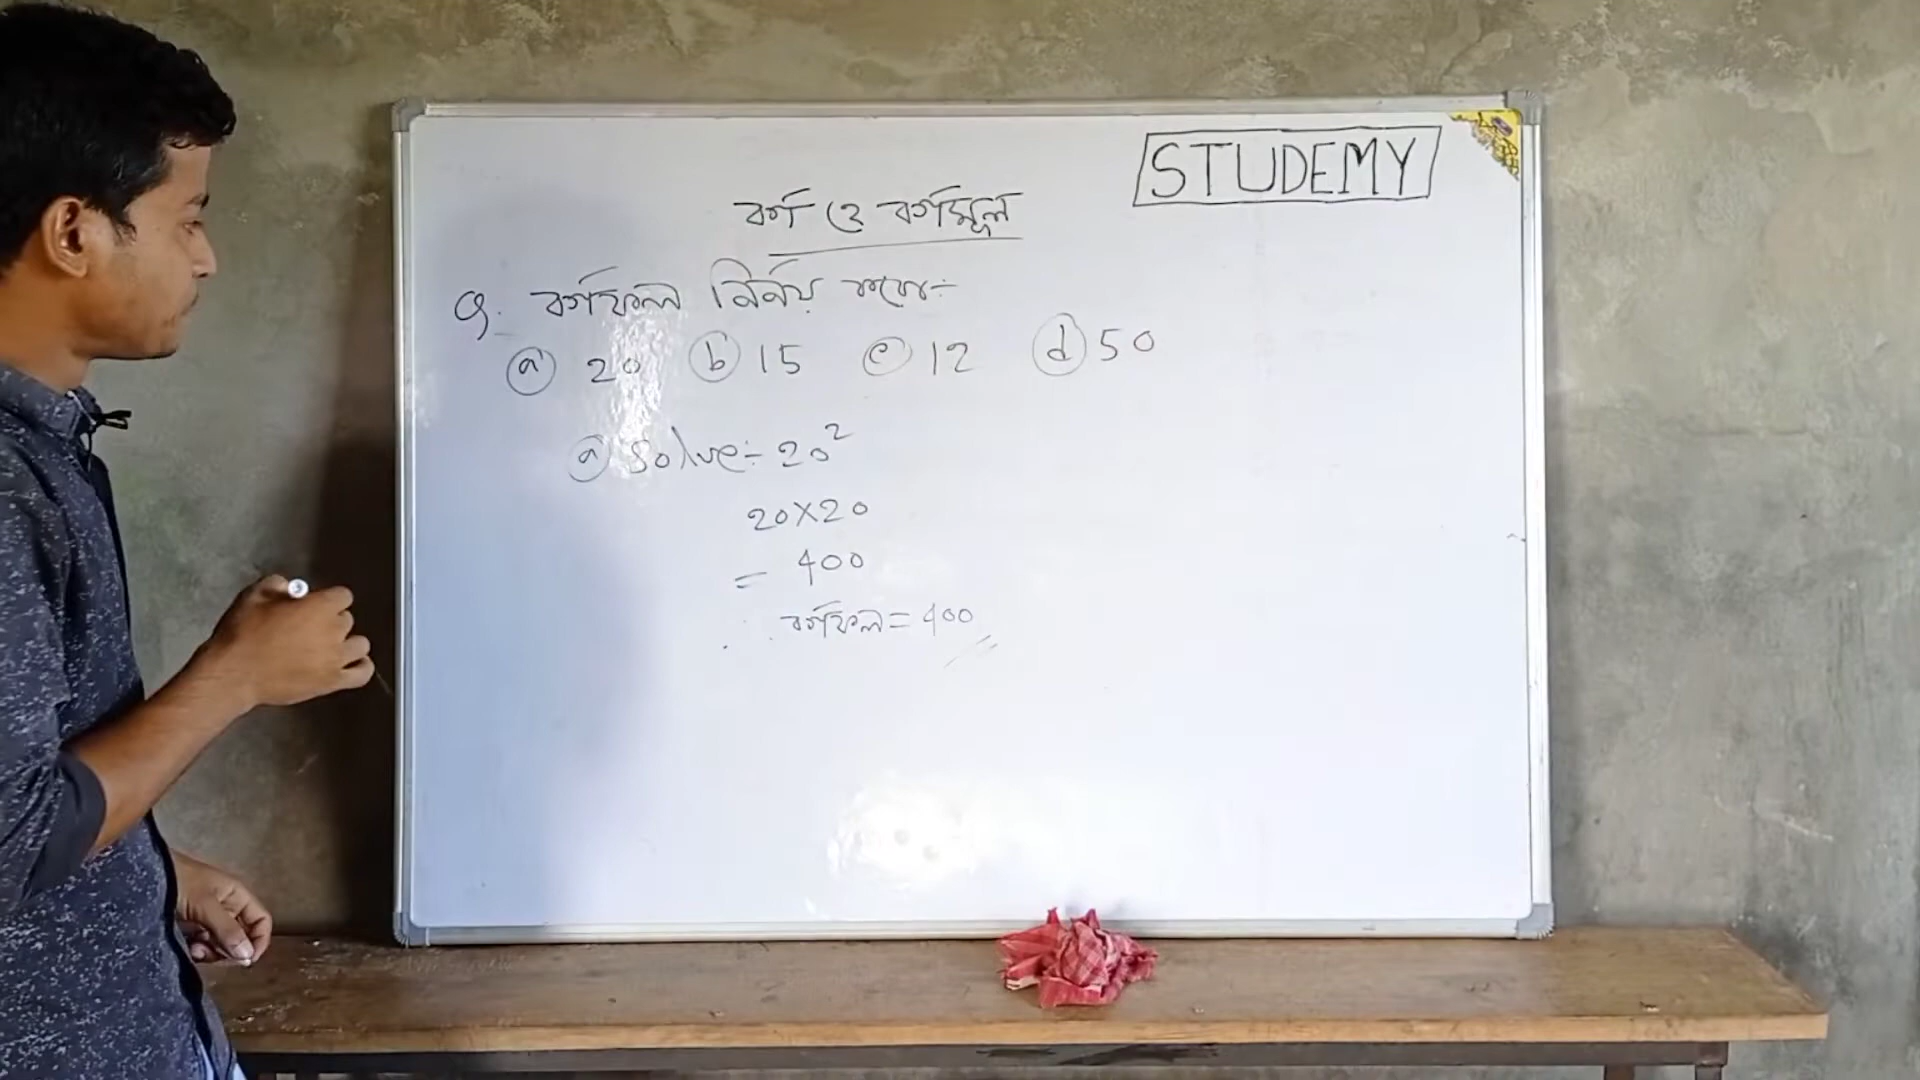 STUDEMY
বর্গ ও বর্গমূল
Q. বর্গফল নির্নয় করো:-
ⓐ 20 ⓑ 15 ⓒ 12 ⓓ 50
ⓐ Solve:- 20²
20×20
= 400
∴ বর্গফল = 400